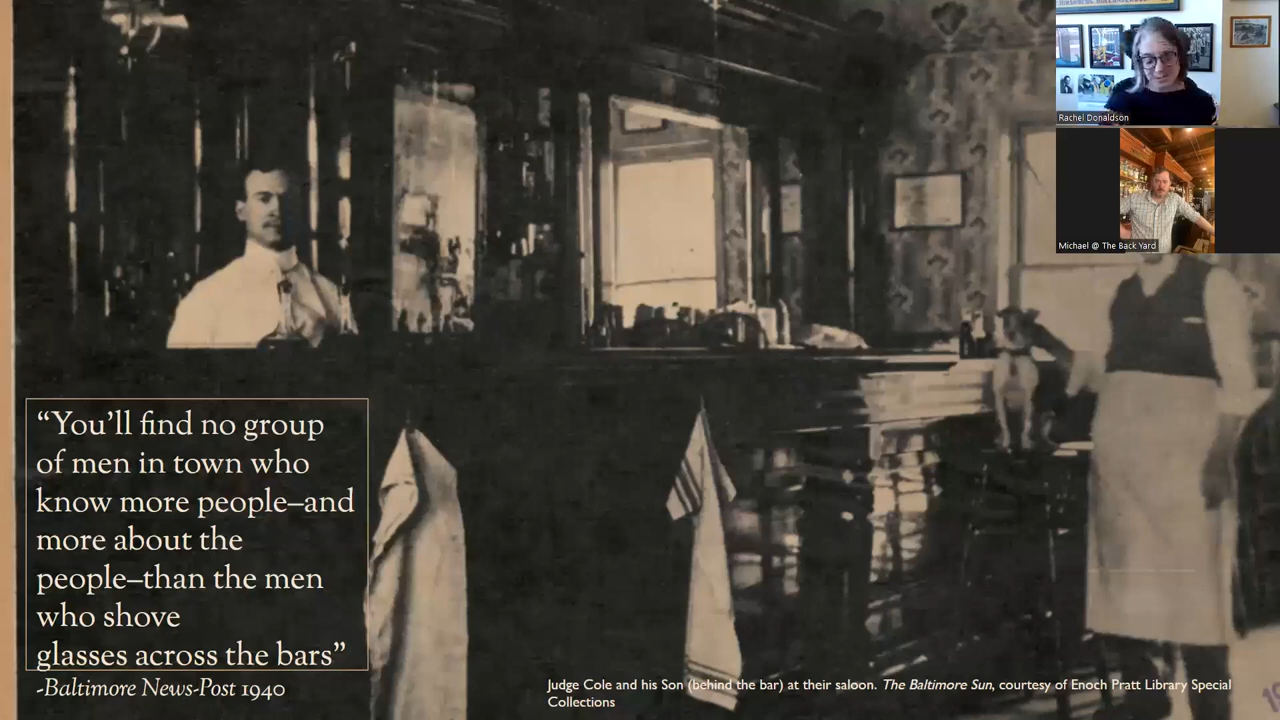 Rachel Donaldson
Michael @ The Back Yard
“You’ll find no group
of men in town who
know more people–and
more about the
people–than the men
who shove
glasses across the bars”
-Baltimore News-Post 1940
Judge Cole and his Son (behind the bar) at their saloon. The Baltimore Sun, courtesy of Enoch Pratt Library Special
Collections